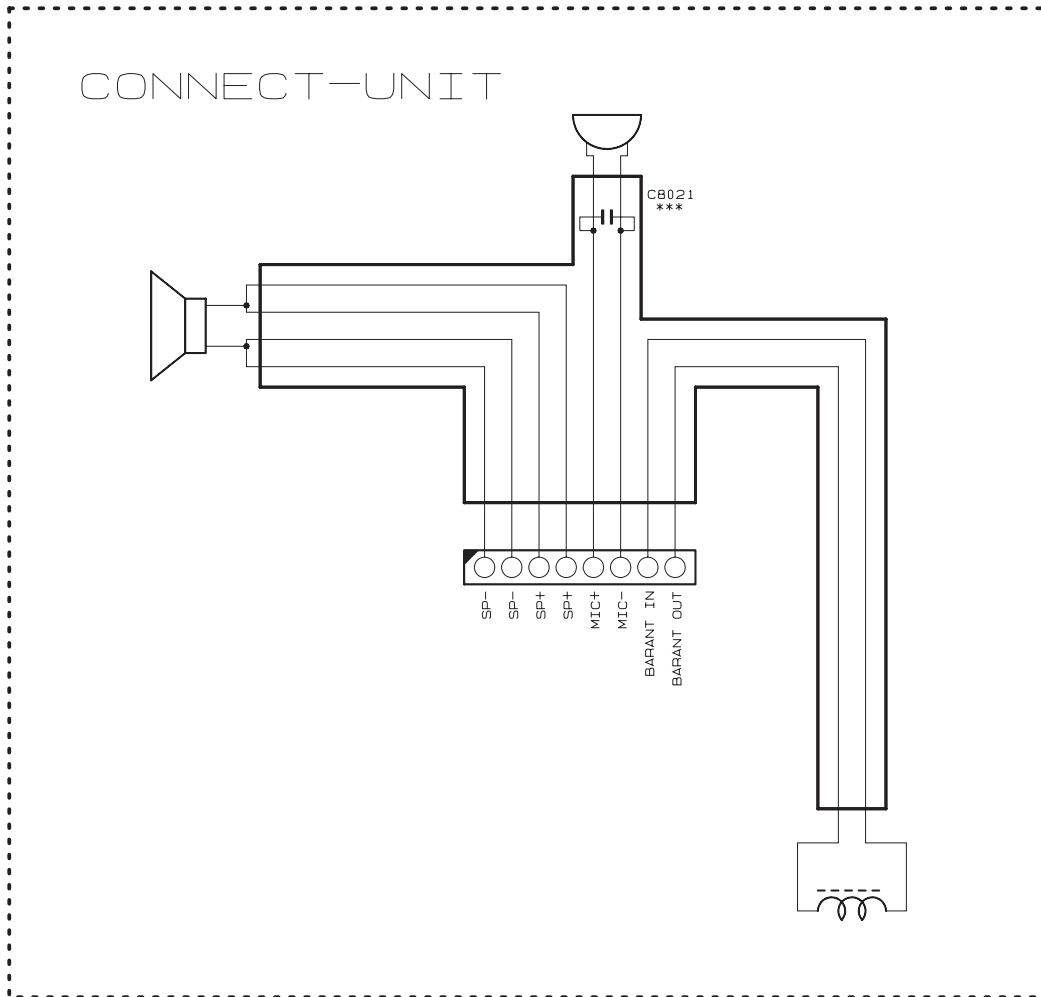 CONNECT-UNIT
C8021
***
SP-
SP-
SP+
SP+
MIC+
MIC-
BARANT IN
BARANT OUT